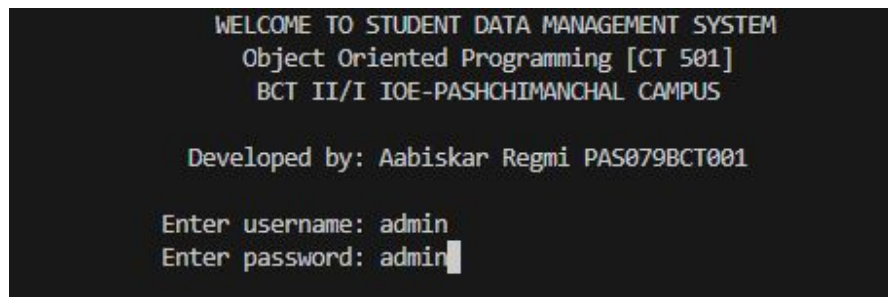 WELCOME TO STUDENT DATA MANAGEMENT SYSTEM
Object Oriented Programming [CT 501]
BCT II/I IOE-PASHCHIMANCHAL CAMPUS
Developed by: Aabiskar Regmi PAS079BCT001
Enter username: admin
Enter password: admin